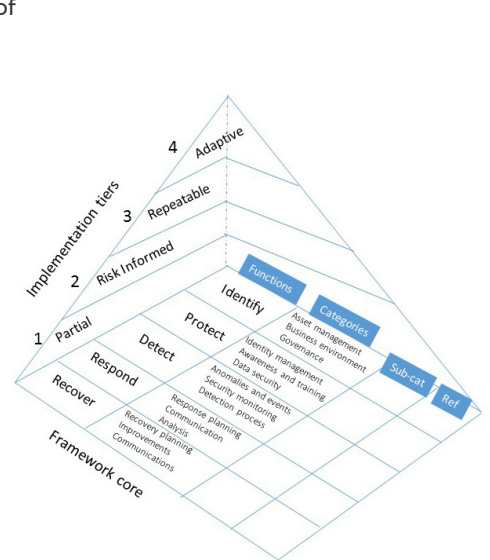 of
4
Adaptive
3
Repeatable
2
Risk Informed
1
Partial
Implementation tiers
Functions
Categories
Sub-cat
Ref
Identify
Asset management
Business environment
Governance
Protect
Identity management
Awareness and training
Data security
Detect
Anomalies and events
Security monitoring
Detection process
Respond
Response planning
Communication
Analysis
Recover
Recovery planning
Improvements
Communications
Framework core